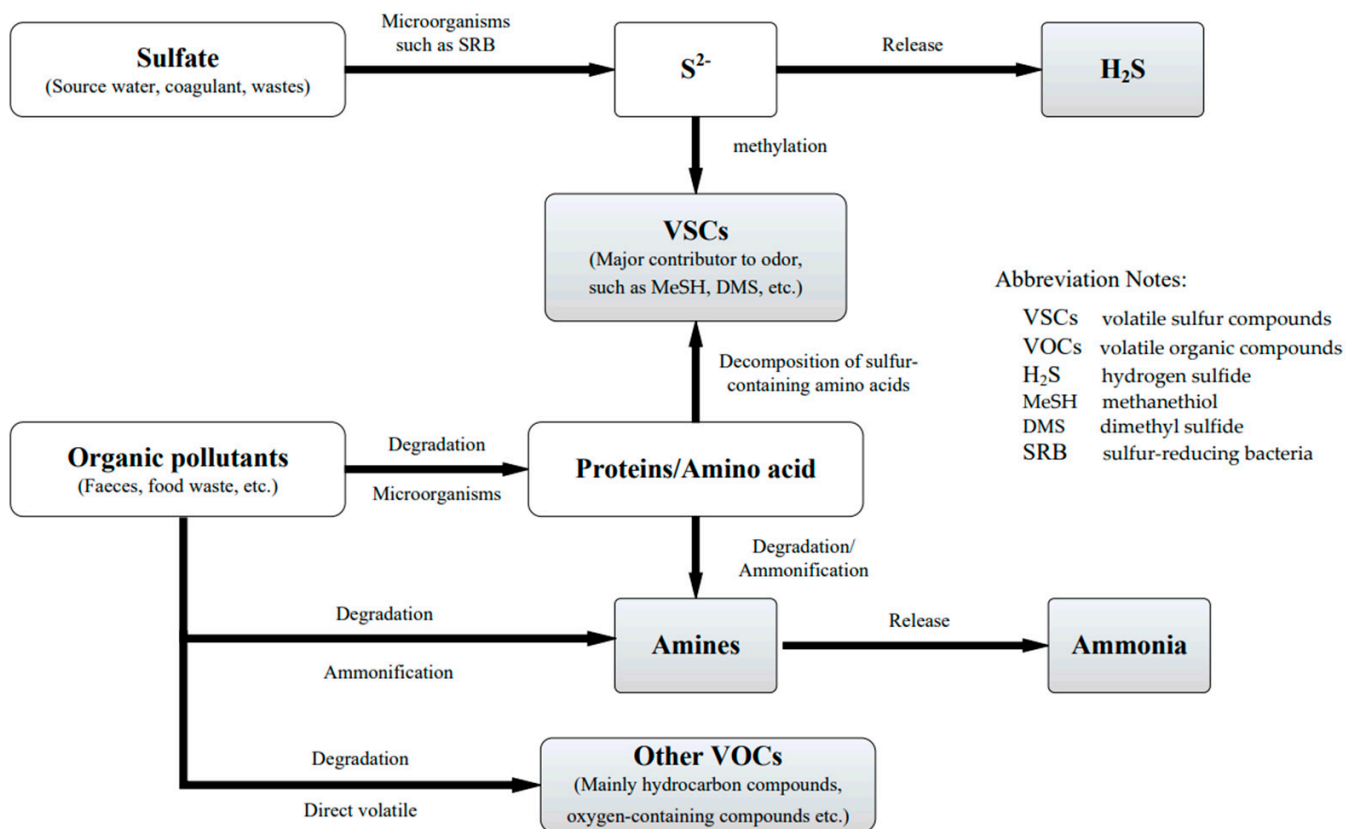 Microorganisms
such as SRB
Sulfate
(Source water, coagulant, wastes)
S²⁻
Release
H₂S
methylation
VSCs
(Major contributor to odor,
such as MeSH, DMS, etc.)
Abbreviation Notes:
VSCs volatile sulfur compounds
VOCs volatile organic compounds
H₂S hydrogen sulfide
MeSH methanethiol
DMS dimethyl sulfide
SRB sulfur-reducing bacteria
Decomposition of sulfur-
containing amino acids
Organic pollutants
(Faeces, food waste, etc.)
Degradation
Microorganisms
Proteins/Amino acid
Degradation/
Ammonification
Degradation
Ammonification
Amines
Release
Ammonia
Degradation
Direct volatile
Other VOCs
(Mainly hydrocarbon compounds,
oxygen-containing compounds etc.)